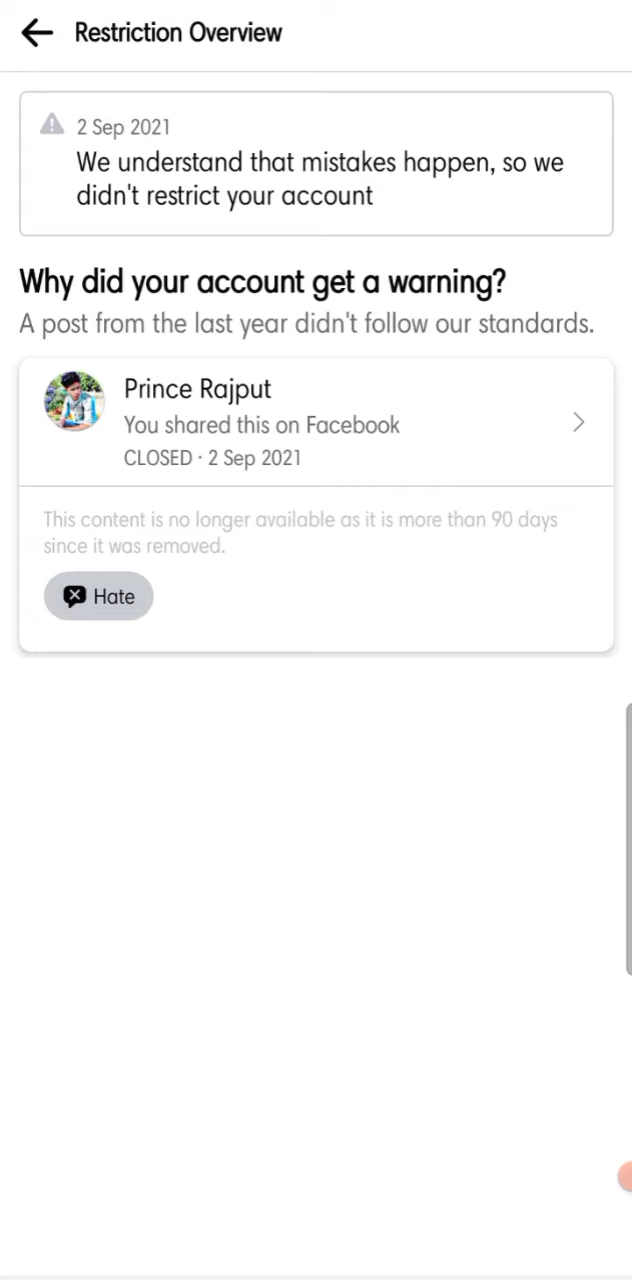 Restriction Overview
2 Sep 2021
We understand that mistakes happen, so we
didn't restrict your account
Why did your account get a warning?
A post from the last year didn't follow our standards.
Prince Rajput
You shared this on Facebook
CLOSED · 2 Sep 2021
This content is no longer available as it is more than 90 days
since it was removed.
Hate